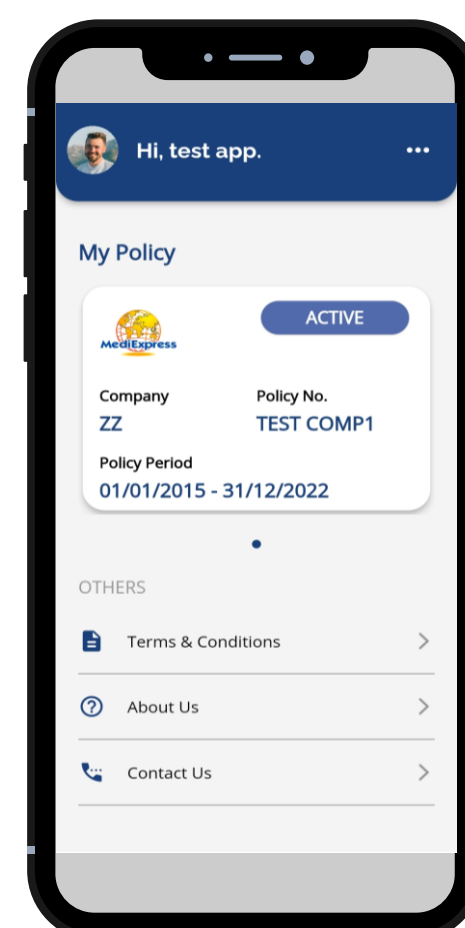 Hi, test app.
My Policy
MediExpress
ACTIVE
Company
Policy No.
ZZ
TEST COMP1
Policy Period
01/01/2015 - 31/12/2022
OTHERS
Terms & Conditions
About Us
Contact Us